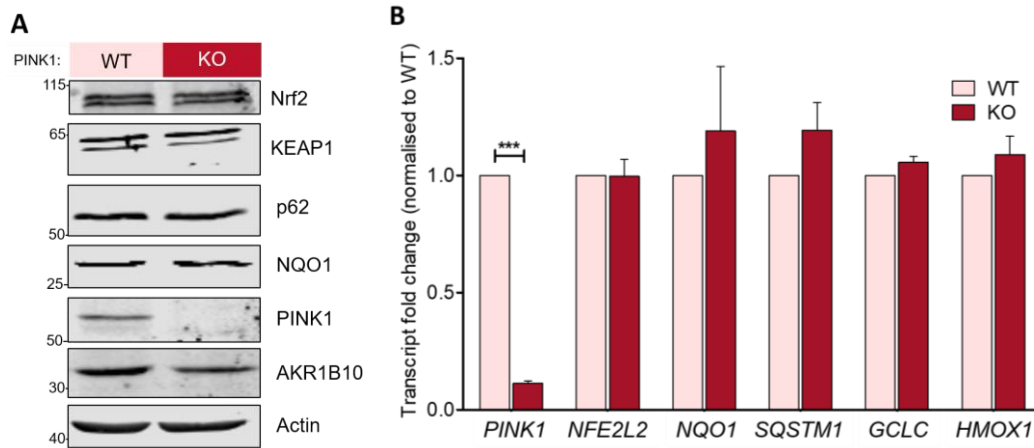 A
PINK1: WT KO
115
Nrf2
65
KEAP1
p62
50
NQO1
25
PINK1
50
AKR1B10
30
Actin
40
B
Transcript fold change (normalised to WT)
1.5
1.0
0.5
0.0
***
WT
KO
PINK1 NFE2L2 NQO1 SQSTM1 GCLC HMOX1